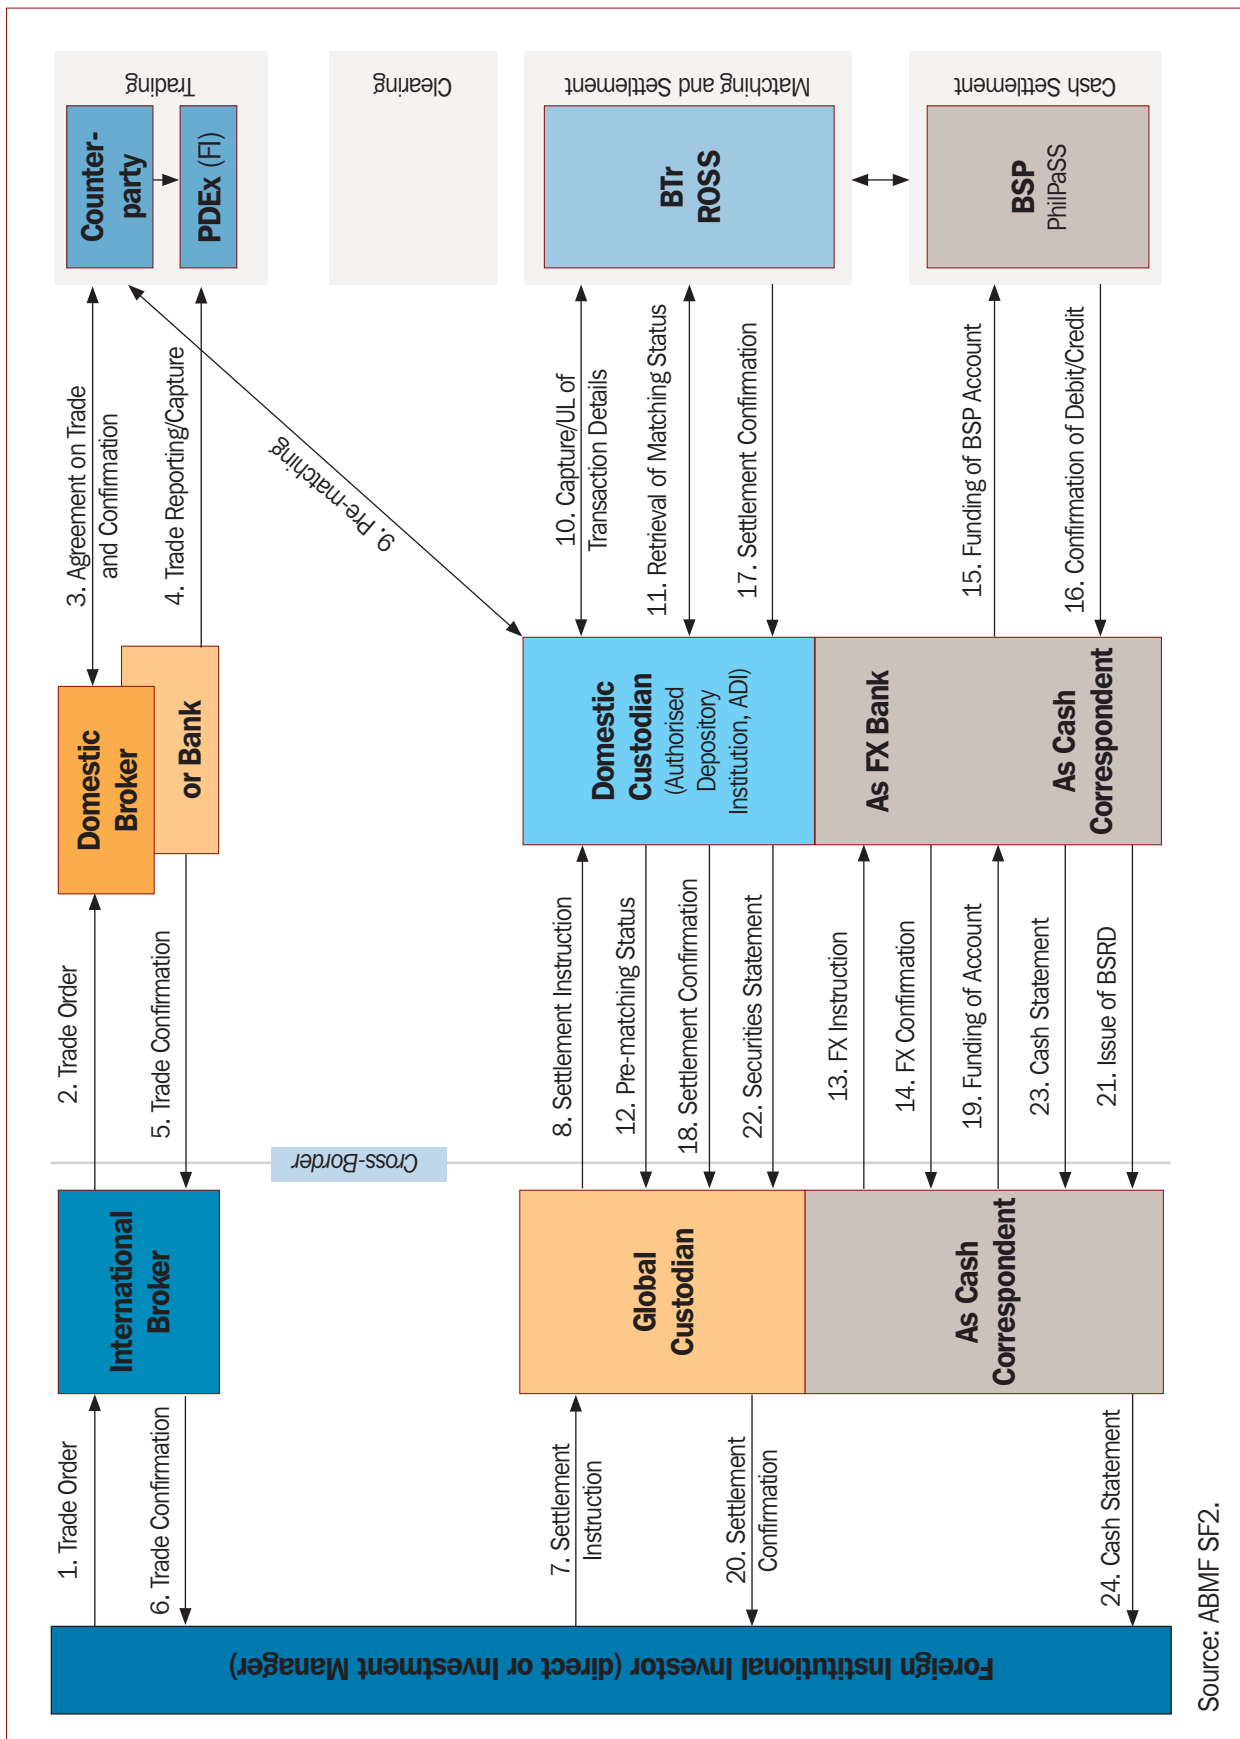 Foreign Institutional Investor (direct or Investment Manager)
1. Trade Order
6. Trade Confirmation
International
Broker
2. Trade Order
5. Trade Confirmation
Domestic
Broker
or Bank
3. Agreement on Trade
and Confirmation
4. Trade Reporting/Capture
Trading
Counter-
party
PDEx (FI)
Cross-Border
9. Pre-matching
Clearing
7. Settlement
Instruction
20. Settlement
Confirmation
Global
Custodian
8. Settlement Instruction
12. Pre-matching Status
18. Settlement Confirmation
22. Securities Statement
Domestic
Custodian
(Authorised
Depository
Institution, ADI)
10. Capture/UL of
Transaction Details
11. Retrieval of Matching Status
17. Settlement Confirmation
Matching and Settlement
BTr
ROSS
24. Cash Statement
As Cash
Correspondent
13. FX Instruction
14. FX Confirmation
19. Funding of Account
23. Cash Statement
21. Issue of BSRD
As FX Bank
As Cash
Correspondent
15. Funding of BSP Account
16. Confirmation of Debit/Credit
Cash Settlement
BSP
PhilPaSS
Source: ABMF SF2.